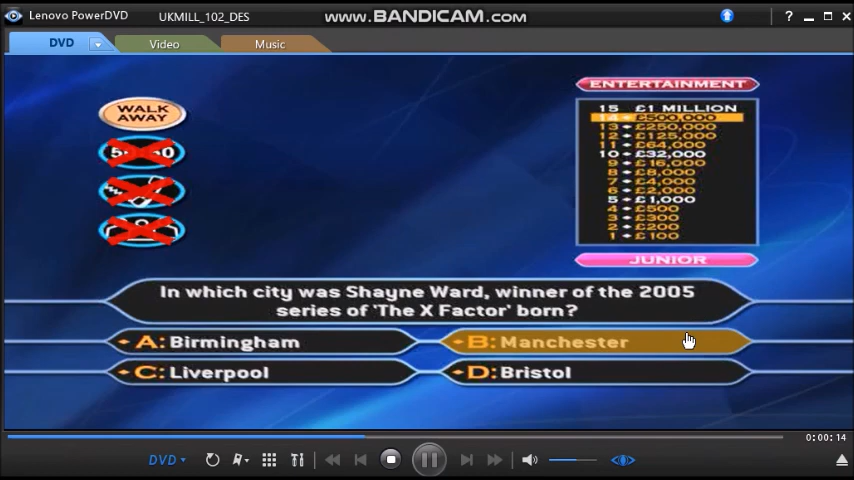 Lenovo PowerDVD
UKMILL_102_DES
www.BANDICAM.com
DVD
Video
Music
ENTERTAINMENT
WALK
AWAY
15 £1 MILLION
14 £500,000
13 £250,000
12 £125,000
11 £64,000
10 £32,000
9 £16,000
8 £8,000
7 £4,000
6 £2,000
5 £1,000
4 £500
3 £300
2 £200
1 £100
JUNIOR
In which city was Shayne Ward, winner of the 2005
series of 'The X Factor' born?
A: Birmingham
B: Manchester
C: Liverpool
D: Bristol
0:00:14
DVD